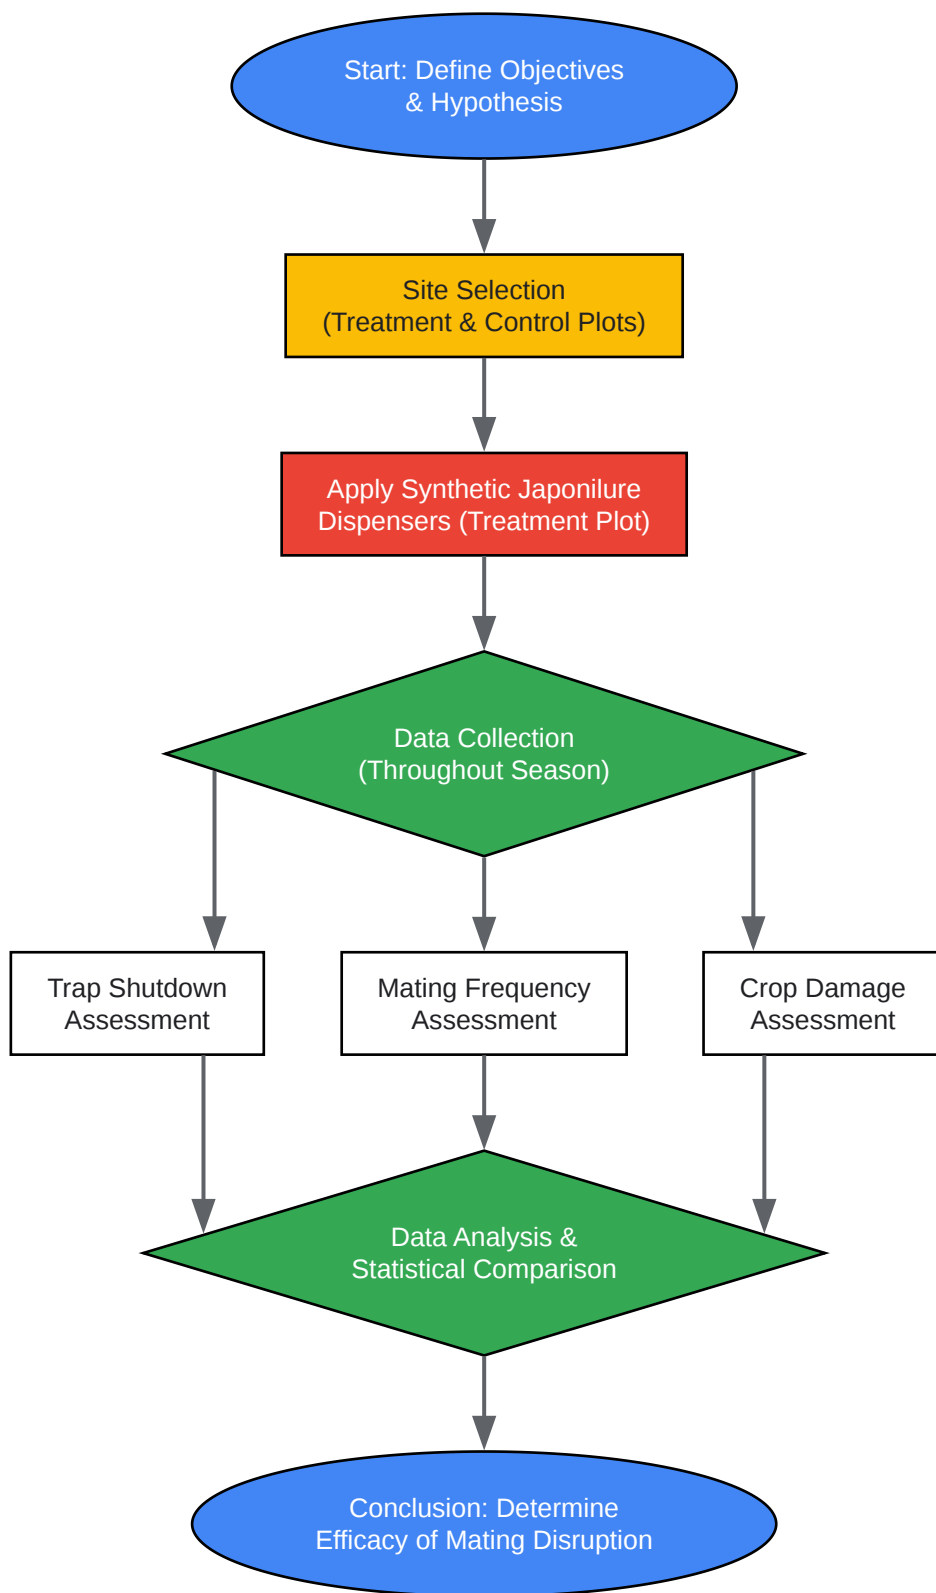 Start: Define Objectives
& Hypothesis
Site Selection
(Treatment & Control Plots)
Apply Synthetic Japonilure
Dispensers (Treatment Plot)
Data Collection
(Throughout Season)
Trap Shutdown
Assessment
Mating Frequency
Assessment
Crop Damage
Assessment
Data Analysis &
Statistical Comparison
Conclusion: Determine
Efficacy of Mating Disruption